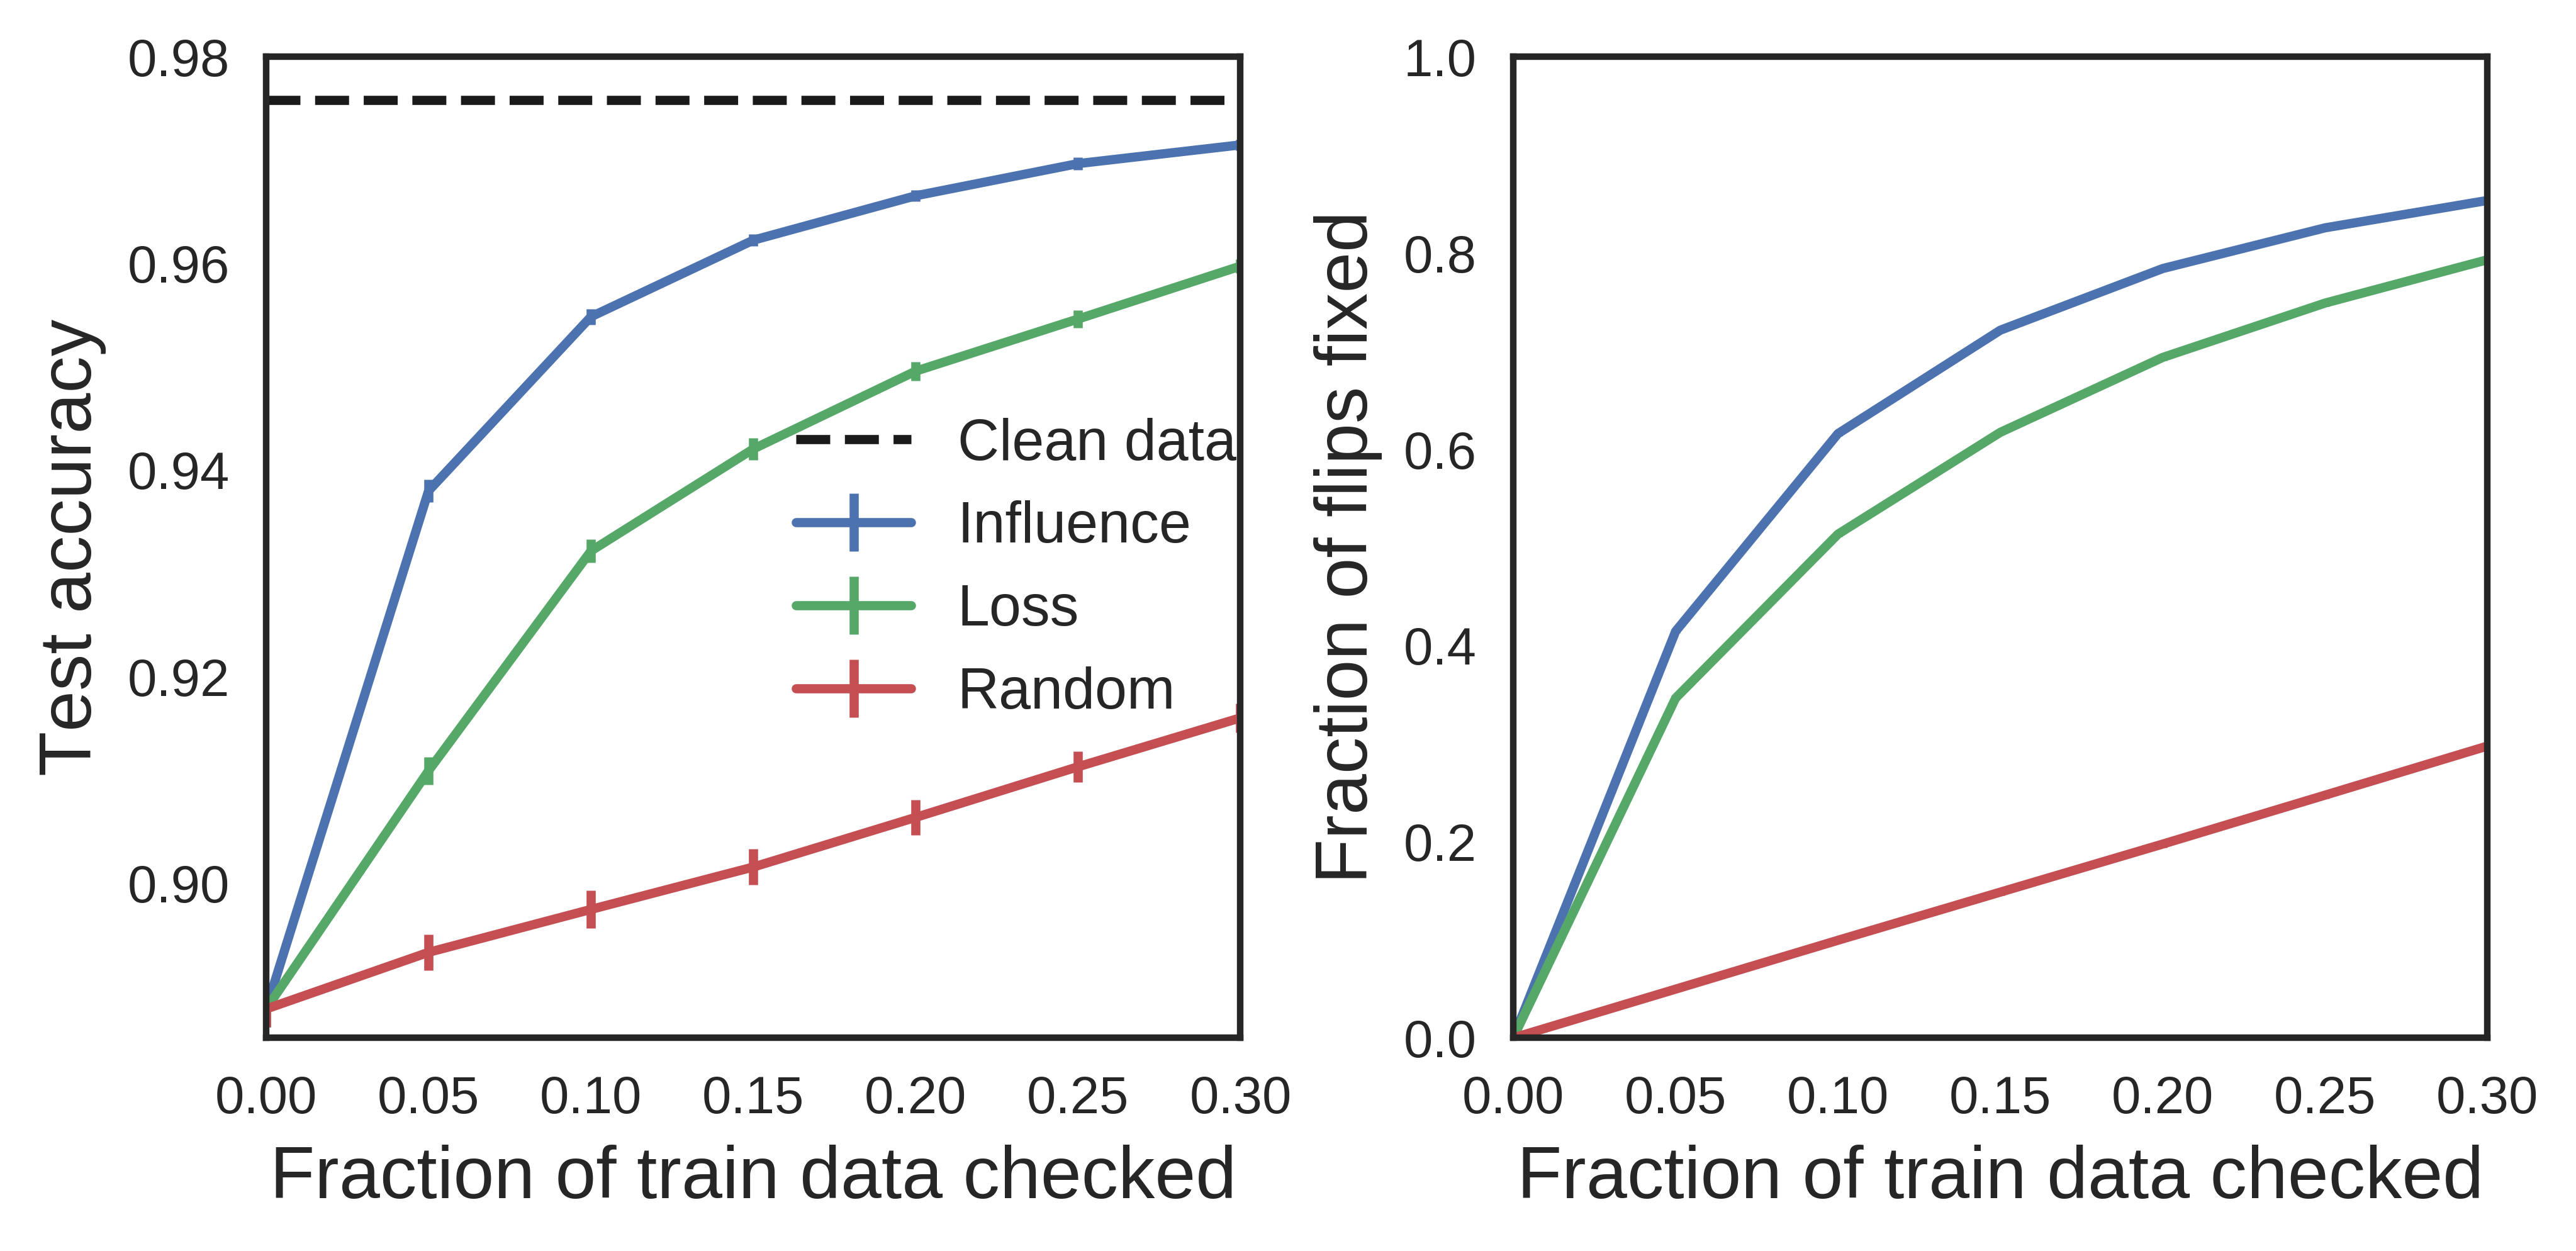 Test accuracy
0.98
0.96
0.94
0.92
0.90
Clean data
Influence
Loss
Random
0.00 0.05 0.10 0.15 0.20 0.25 0.30
Fraction of train data checked
Fraction of flips fixed
1.0
0.8
0.6
0.4
0.2
0.0
0.00 0.05 0.10 0.15 0.20 0.25 0.30
Fraction of train data checked